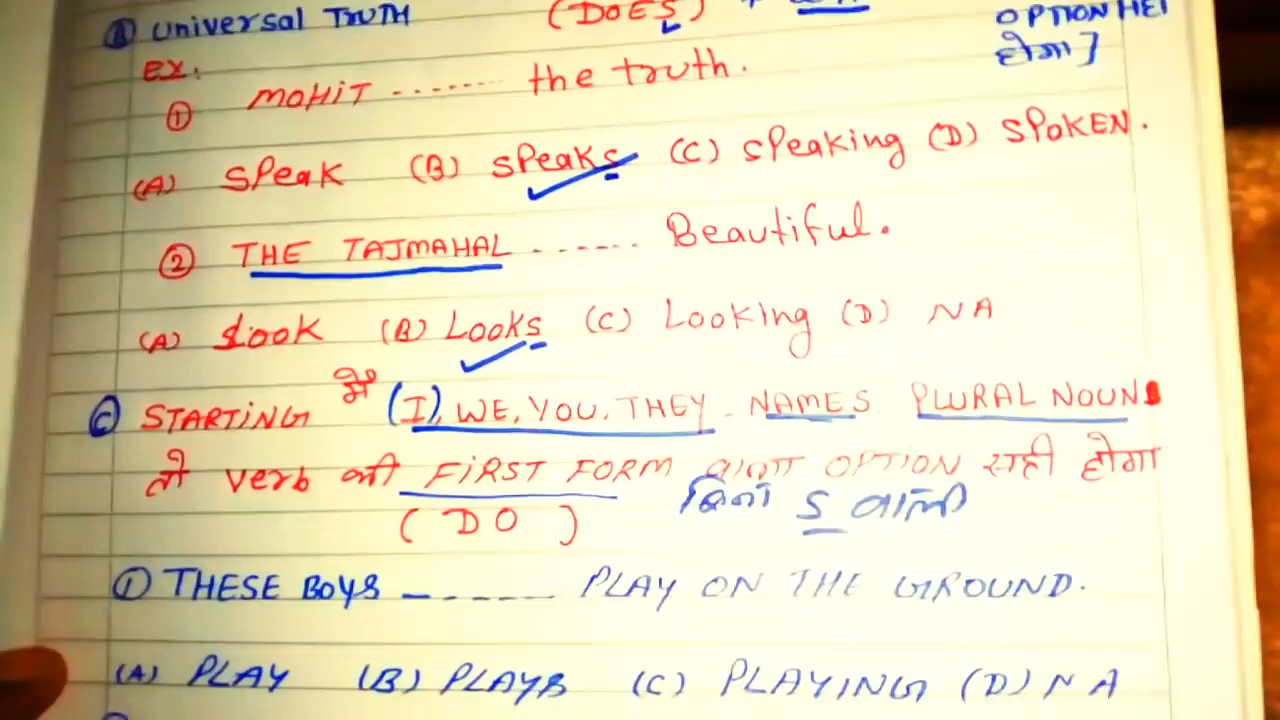 (B) universal TRUTH (DOES) +
OPTION HEI
होगा ]
EX.
① MOHIT ........ the truth.
(A) speak (B) speaks (C) speaking (D) SPOKEN.
② THE TAJMAHAL ...... Beautiful.
(A) Look (B) Looks (C) Looking (D) NA
(C) STARTING में (I), WE, YOU, THEY - NAMES PLURAL NOUNS
तो verb की FIRST FORM वाला OPTION सही होगा
(DO) बिना S वाली
① THESE BOYS ------- PLAY ON THE GROUND.
(A) PLAY (B) PLAYS (C) PLAYING (D) NA